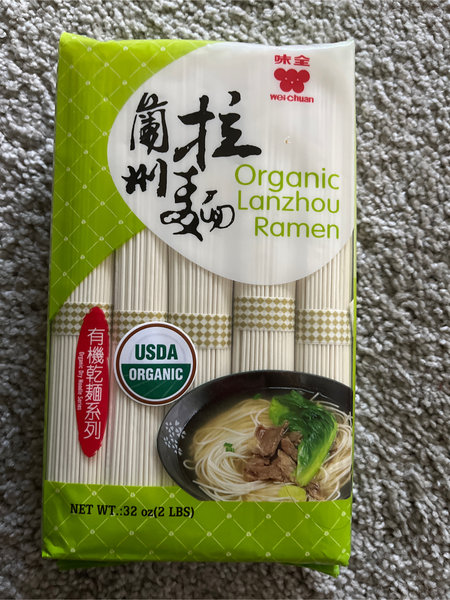 味全
wei-chuan
蘭州
拉麵
Organic
Lanzhou
Ramen
有機乾麵系列
Organic Dry Noodle Series
USDA
ORGANIC
NET WT.:32 oz(2 LBS)